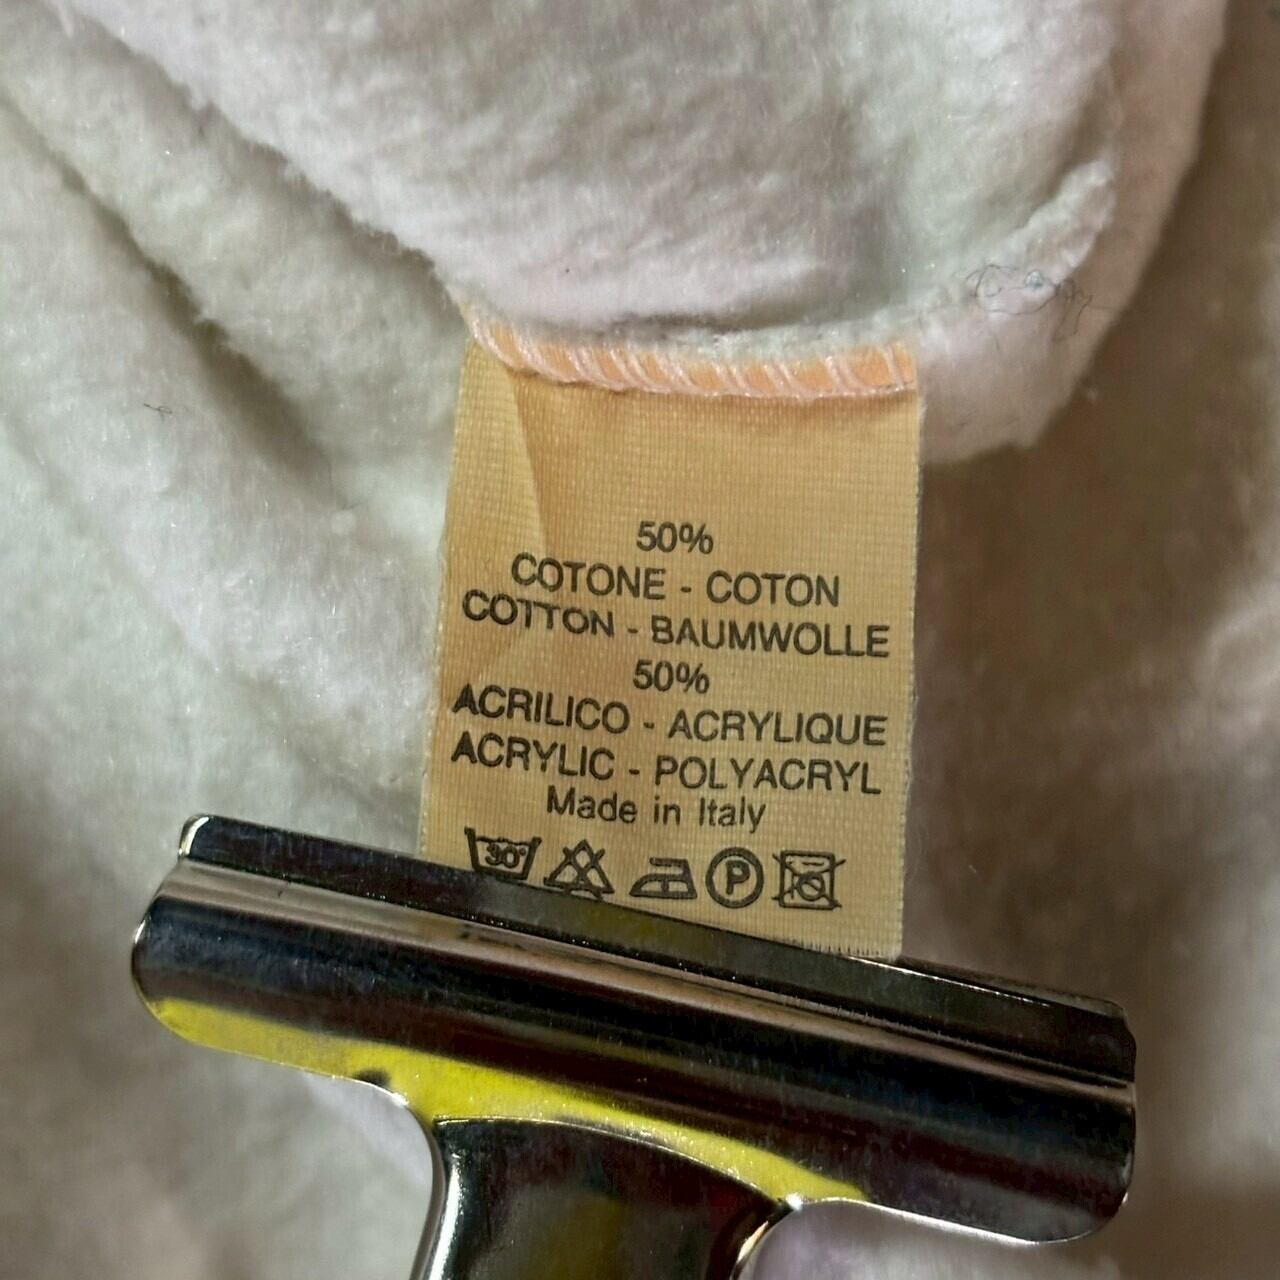 50%
COTONE - COTON
COTTON - BAUMWOLLE
50%
ACRILICO - ACRYLIQUE
ACRYLIC - POLYACRYL
Made in Italy
30° P